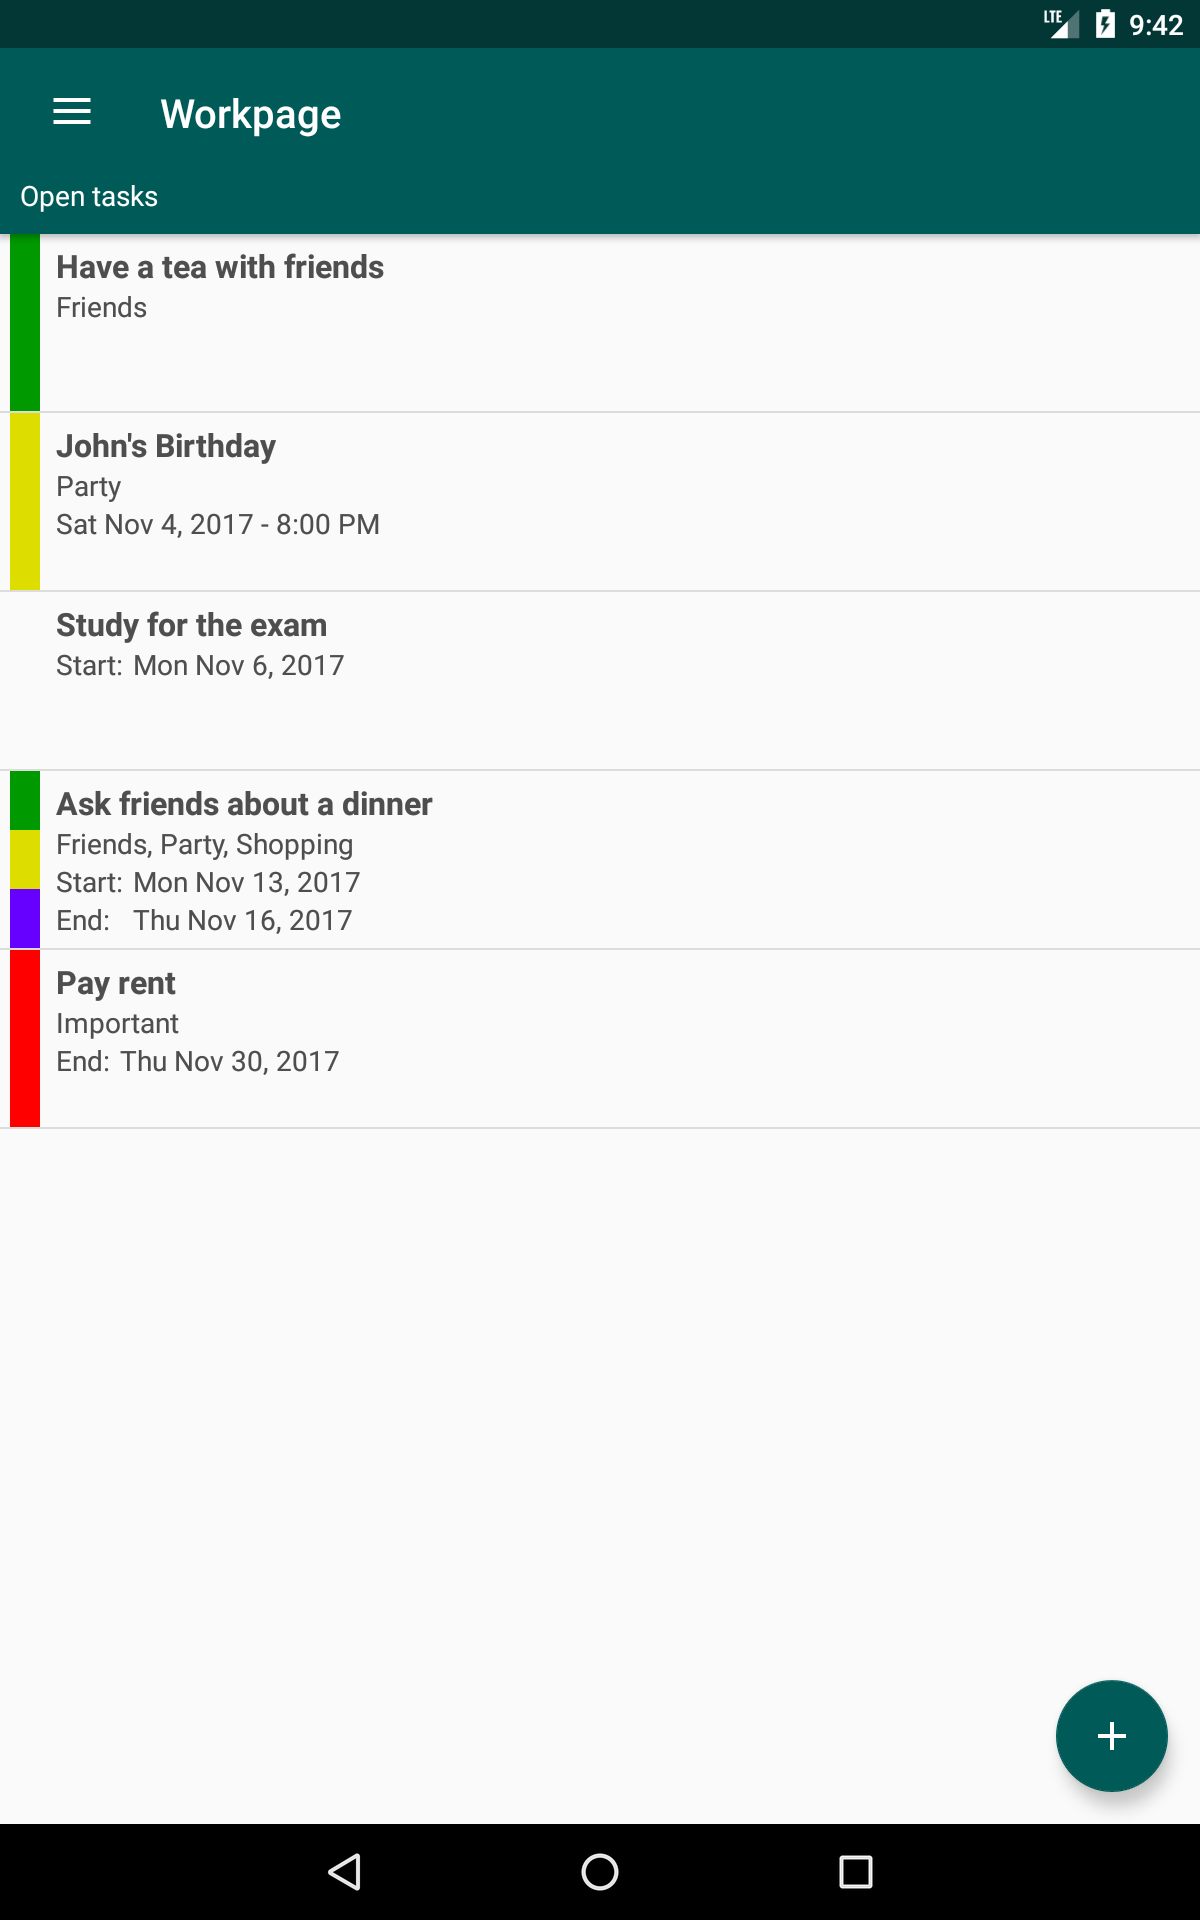 LTE 9:42
Workpage
Open tasks
Have a tea with friends
Friends
John's Birthday
Party
Sat Nov 4, 2017 - 8:00 PM
Study for the exam
Start: Mon Nov 6, 2017
Ask friends about a dinner
Friends, Party, Shopping
Start: Mon Nov 13, 2017
End: Thu Nov 16, 2017
Pay rent
Important
End: Thu Nov 30, 2017